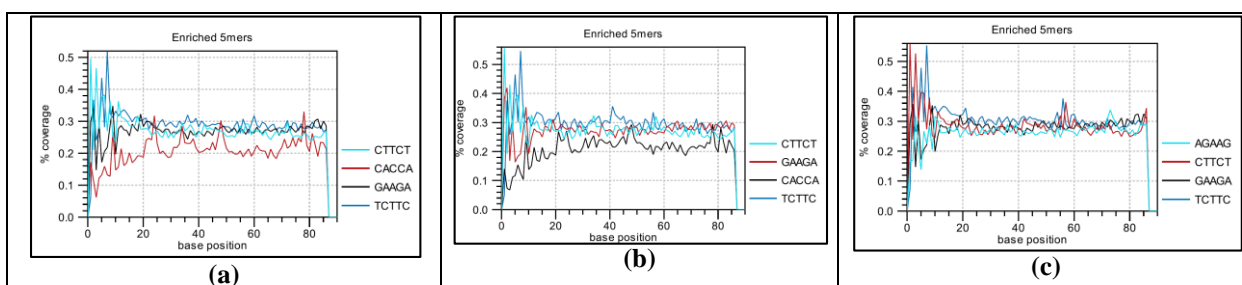 Enriched 5mers
0.5
0.4
0.3
0.2
0.1
0.0
% coverage
0 20 40 60 80
base position
CTTCT
CACCA
GAAGA
TCTTC
(a)
Enriched 5mers
0.5
0.4
0.3
0.2
0.1
0.0
% coverage
0 20 40 60 80
base position
CTTCT
GAAGA
CACCA
TCTTC
(b)
Enriched 5mers
0.5
0.4
0.3
0.2
0.1
0.0
% coverage
0 20 40 60 80
base position
AGAAG
CTTCT
GAAGA
TCTTC
(c)